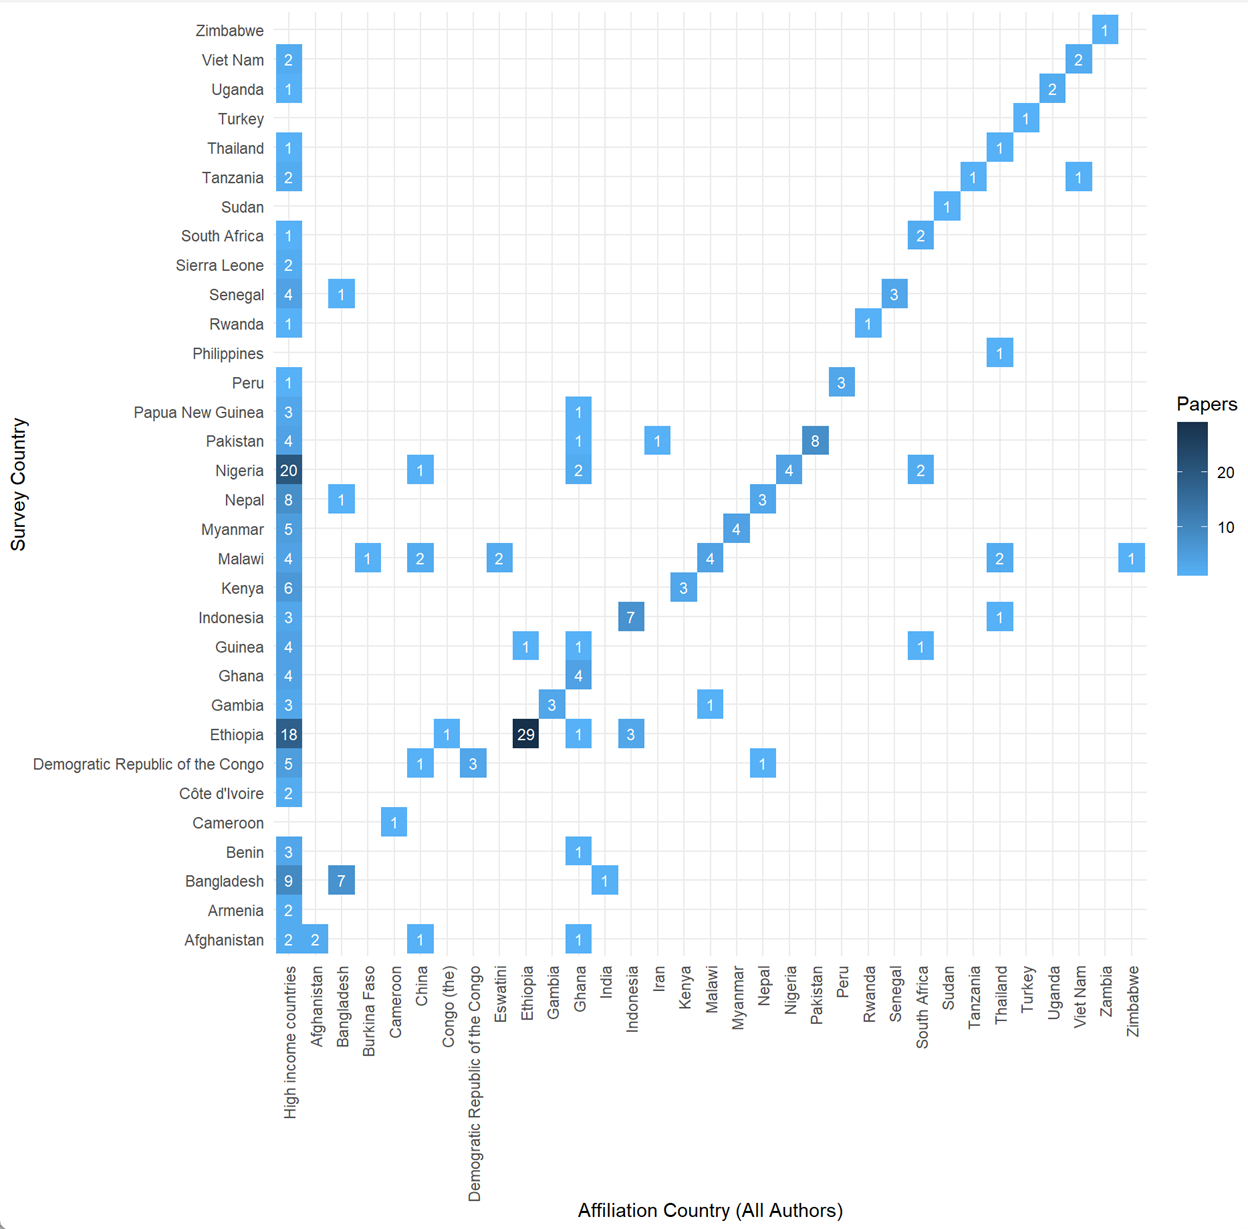 Zimbabwe 1
Viet Nam 2 2
Uganda 1 2
Turkey 1
Thailand 1 1
Tanzania 2 1 1
Sudan 1
South Africa 1 2
Sierra Leone 2
Senegal 4 1 3
Rwanda 1 1
Philippines 1
Peru 1 3
Papua New Guinea 3 1
Pakistan 4 1 1 8
Nigeria 20 1 2 4 2
Nepal 8 1 3
Myanmar 5 4
Malawi 4 1 2 2 4 2 1
Kenya 6 3
Indonesia 3 7 1
Guinea 4 1 1 1
Ghana 4 4
Gambia 3 3 1
Ethiopia 18 1 29 1 3
Democratic Republic of the Congo 5 1 3 1
Côte d'Ivoire 2
Cameroon 1
Benin 3 1
Bangladesh 9 7 1
Armenia 2
Afghanistan 2 2 1 1
Survey Country
High income countries
Afghanistan
Bangladesh
Burkina Faso
Cameroon
China
Congo (the)
Democratic Republic of the Congo
Eswatini
Ethiopia
Gambia
Ghana
India
Indonesia
Iran
Kenya
Malawi
Myanmar
Nepal
Nigeria
Pakistan
Peru
Rwanda
Senegal
South Africa
Sudan
Tanzania
Thailand
Turkey
Uganda
Viet Nam
Zambia
Zimbabwe
Affiliation Country (All Authors)
Papers
20
10